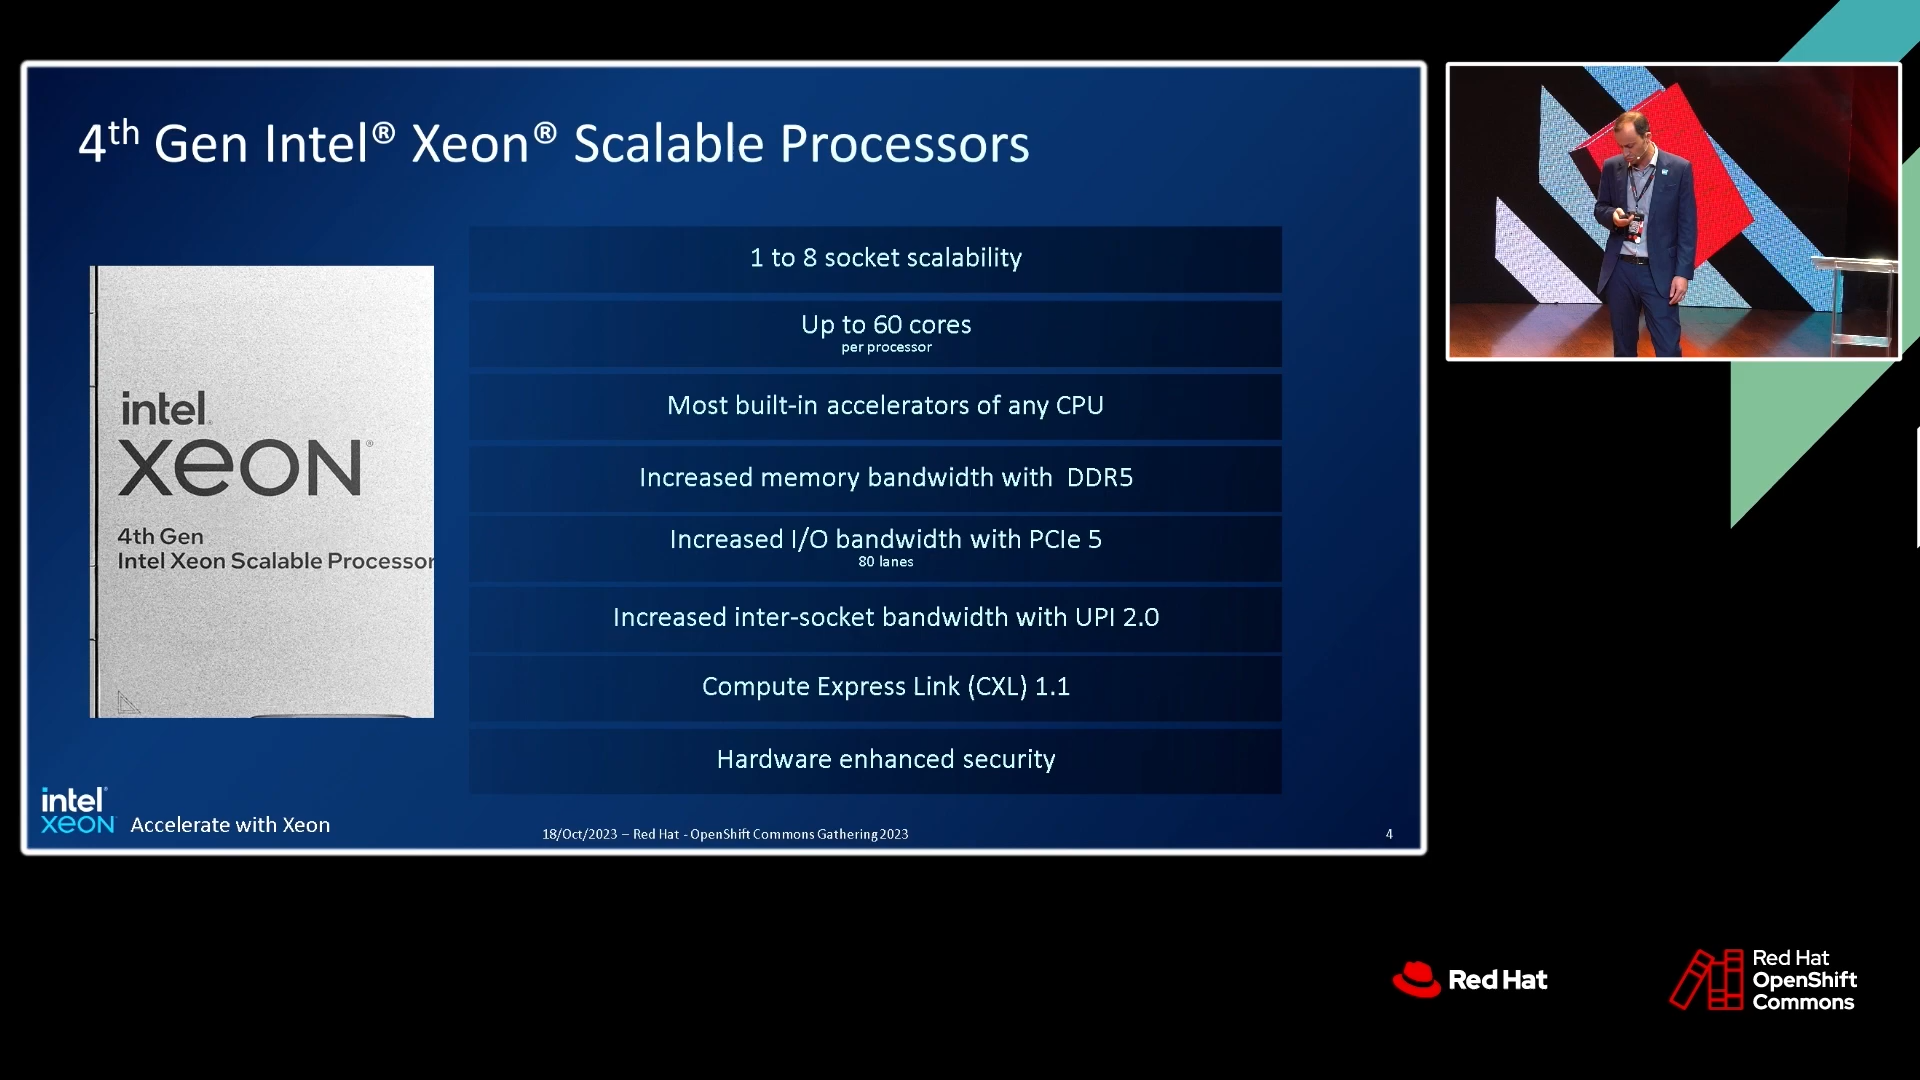 4th Gen Intel® Xeon® Scalable Processors
1 to 8 socket scalability
Up to 60 cores
per processor
Most built-in accelerators of any CPU
Increased memory bandwidth with DDR5
Increased I/O bandwidth with PCIe 5
80 lanes
Increased inter-socket bandwidth with UPI 2.0
Compute Express Link (CXL) 1.1
Hardware enhanced security
intel
xeon®
4th Gen
Intel Xeon Scalable Processor
intel
xeon
Accelerate with Xeon
18/Oct/2023 – Red Hat - OpenShift Commons Gathering 2023
4
Red Hat
Red Hat
OpenShift
Commons